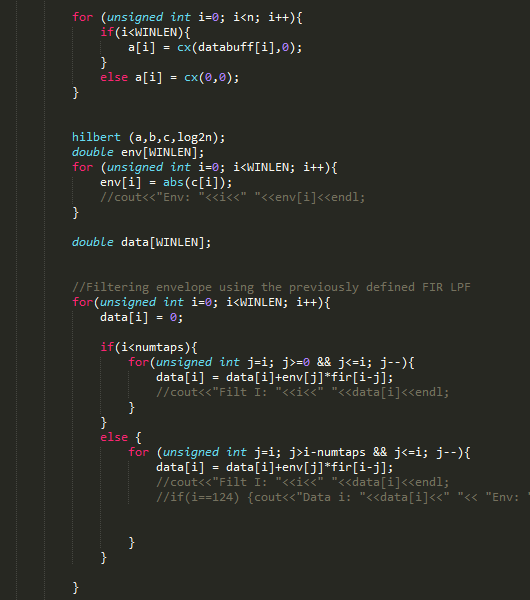 for (unsigned int i=0; i<n; i++){
if(i<WINLEN){
a[i] = cx(databuff[i],0);
}
else a[i] = cx(0,0);
}
hilbert (a,b,c,log2n);
double env[WINLEN];
for (unsigned int i=0; i<WINLEN; i++){
env[i] = abs(c[i]);
//cout<<"Env: "<<i<<" "<<env[i]<<endl;
}
double data[WINLEN];
//Filtering envelope using the previously defined FIR LPF
for(unsigned int i=0; i<WINLEN; i++){
data[i] = 0;
if(i<numtaps){
for(unsigned int j=i; j>=0 && j<=i; j--){
data[i] = data[i]+env[j]*fir[i-j];
//cout<<"Filt I: "<<i<<" "<<data[i]<<endl;
}
}
else {
for (unsigned int j=i; j>i-numtaps && j<=i; j--){
data[i] = data[i]+env[j]*fir[i-j];
//cout<<"Filt I: "<<i<<" "<<data[i]<<endl;
//if(i==124) {cout<<"Data i: "<<data[i]<<" "<< "Env: "
}
}
}